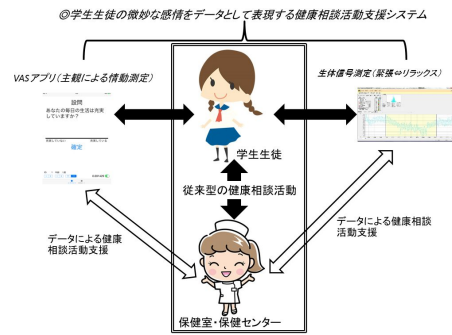 ◎学生生徒の微妙な感情をデータとして表現する健康相談活動支援システム
VASアプリ(主観による情動測定)
生体信号測定(緊張⇔リラックス)
設問
あなたの毎日の生活は充実
していますか?
確定
学生生徒
従来型の健康相談活動
データによる健康
相談活動支援
データによる健康相談
活動支援
保健室・保健センター